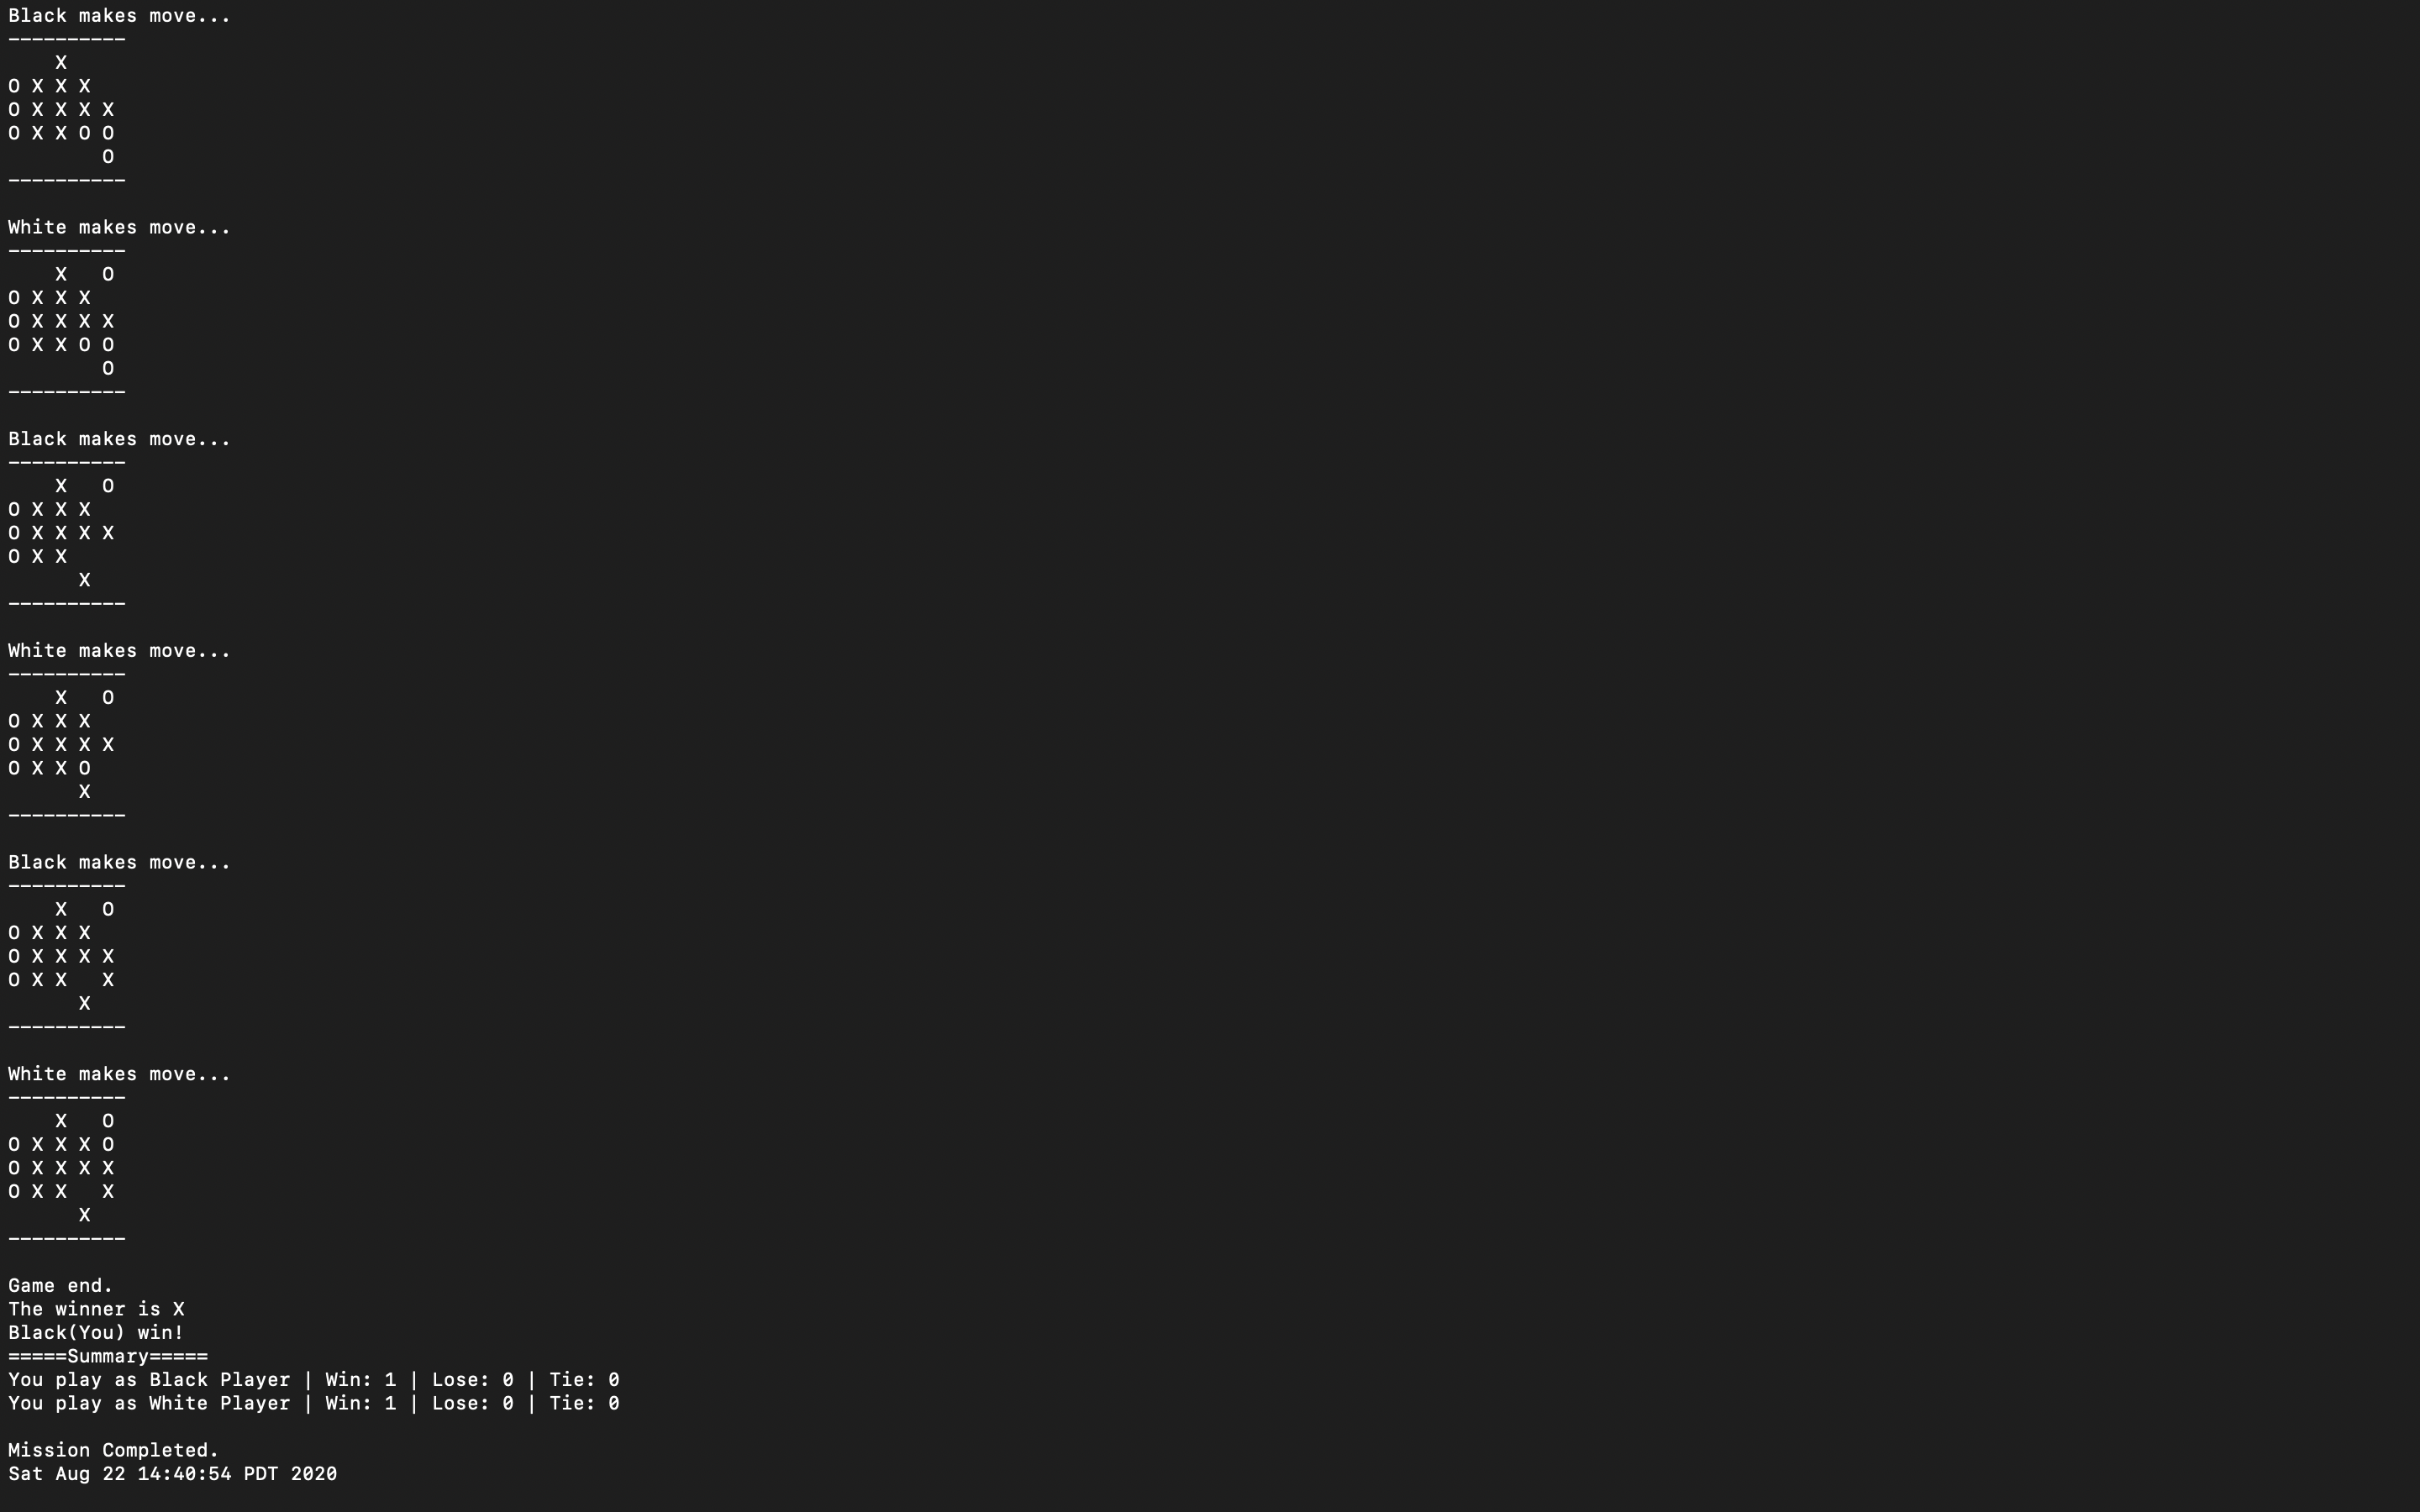 Black makes move...
----------
    X
O X X X
O X X X X
O X X O O
        O
----------

White makes move...
----------
    X   O
O X X X
O X X X X
O X X O O
        O
----------

Black makes move...
----------
    X   O
O X X X
O X X X X
O X X
      X
----------

White makes move...
----------
    X   O
O X X X
O X X X X
O X X O
      X
----------

Black makes move...
----------
    X   O
O X X X
O X X X X
O X X   X
      X
----------

White makes move...
----------
    X   O
O X X X O
O X X X X
O X X   X
      X
----------

Game end.
The winner is X
Black(You) win!
=====Summary=====
You play as Black Player | Win: 1 | Lose: 0 | Tie: 0
You play as White Player | Win: 1 | Lose: 0 | Tie: 0

Mission Completed.
Sat Aug 22 14:40:54 PDT 2020